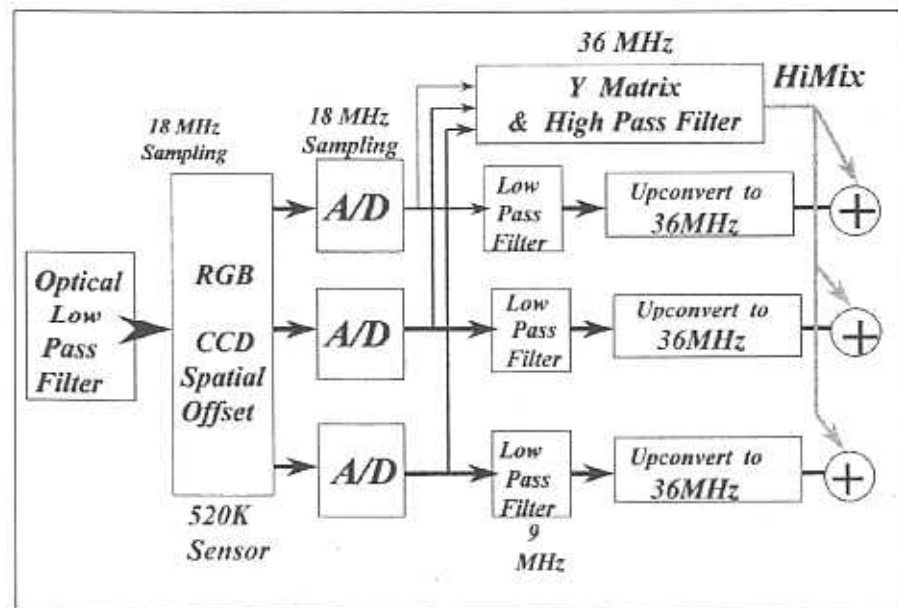 36 MHz
HiMix
Y Matrix
& High Pass Filter
18 MHz
Sampling
18 MHz
Sampling
A/D
Low
Pass
Filter
Upconvert to
36MHz
+
Optical
Low
Pass
Filter
RGB
CCD
Spatial
Offset
A/D
Low
Pass
Filter
Upconvert to
36MHz
+
A/D
Low
Pass
Filter
Upconvert to
36MHz
+
520K
Sensor
9
MHz